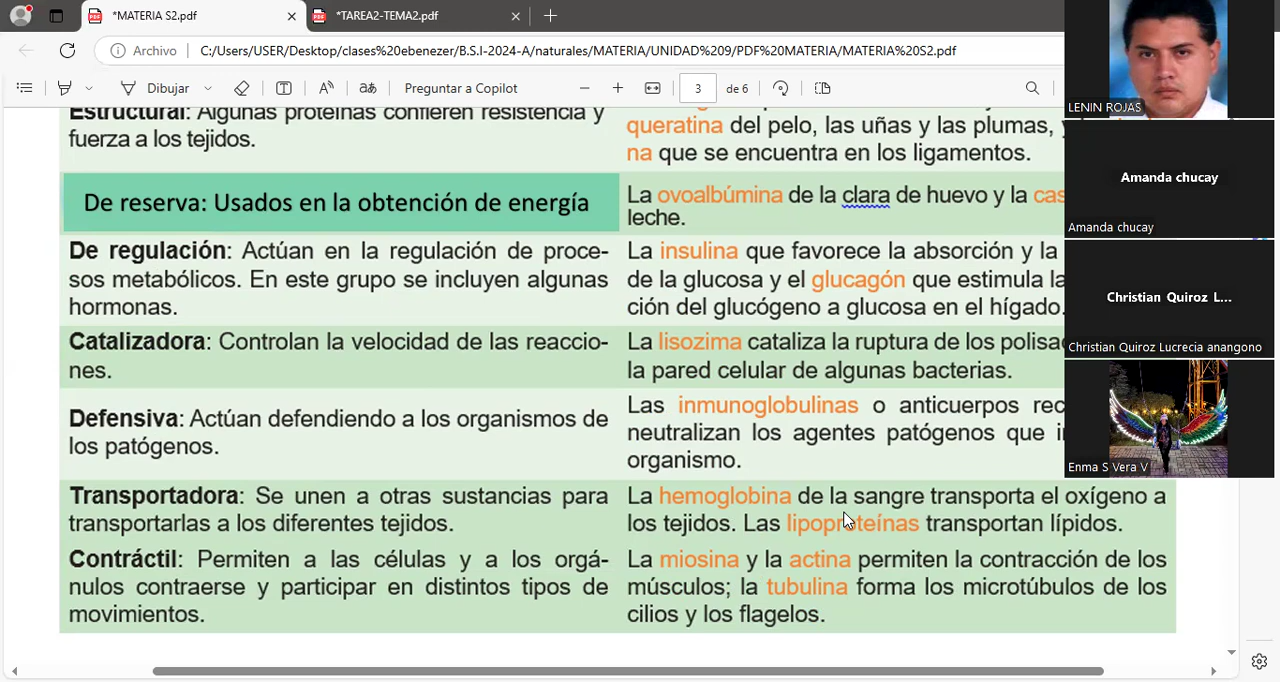 *MATERIA S2.pdf
*TAREA2-TEMA2.pdf
Archivo
C:/Users/USER/Desktop/clases%20ebenezer/B.S.I-2024-A/naturales/MATERIA/UNIDAD%209/PDF%20MATERIA/MATERIA%20S2.pdf
Dibujar
Preguntar a Copilot
3
de 6
Estructural: Algunas proteínas confieren resistencia y
fuerza a los tejidos.
queratina del pelo, las uñas y las plumas,
na que se encuentra en los ligamentos.
De reserva: Usados en la obtención de energía
La ovoalbúmina de la clara de huevo y la cas
leche.
De regulación: Actúan en la regulación de proce-
sos metabólicos. En este grupo se incluyen algunas
hormonas.
La insulina que favorece la absorción y la
de la glucosa y el glucagón que estimula la
ción del glucógeno a glucosa en el hígado.
Catalizadora: Controlan la velocidad de las reaccio-
nes.
La lisozima cataliza la ruptura de los polisac
la pared celular de algunas bacterias.
Defensiva: Actúan defendiendo a los organismos de
los patógenos.
Las inmunoglobulinas o anticuerpos rec
neutralizan los agentes patógenos que i
organismo.
Transportadora: Se unen a otras sustancias para
transportarlas a los diferentes tejidos.
La hemoglobina de la sangre transporta el oxígeno a
los tejidos. Las lipoproteínas transportan lípidos.
Contráctil: Permiten a las células y a los orgá-
nulos contraerse y participar en distintos tipos de
movimientos.
La miosina y la actina permiten la contracción de los
músculos; la tubulina forma los microtúbulos de los
cilios y los flagelos.
LENIN ROJAS
Amanda chucay
Amanda chucay
Christian Quiroz L...
Christian Quiroz Lucrecia anangono
Enma S Vera V